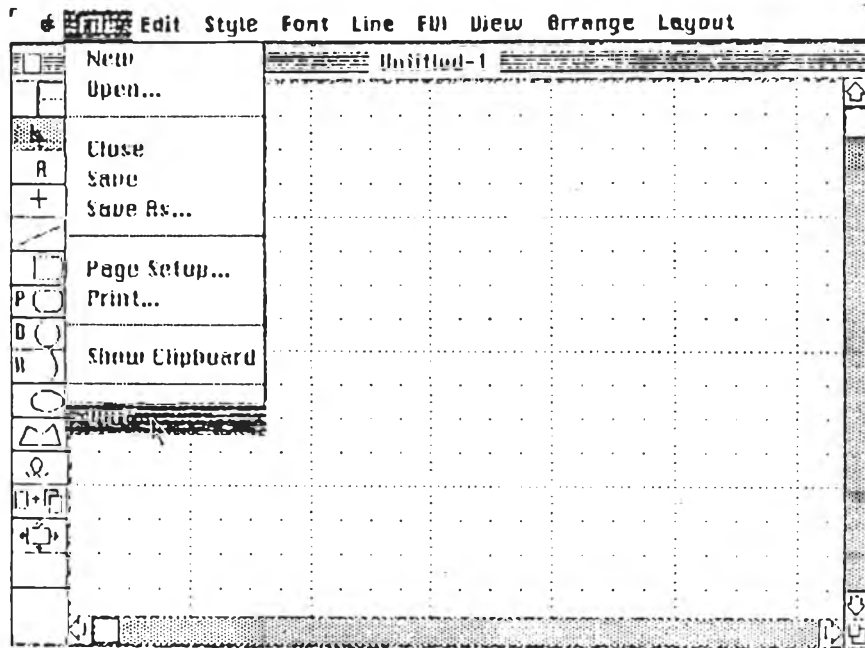 Edit Style Font Line Fill View Arrange Layout
Untitled-1
New
Open...
Close
Save
Save As...
Page Setup...
Print...
Show Clipboard
A
P